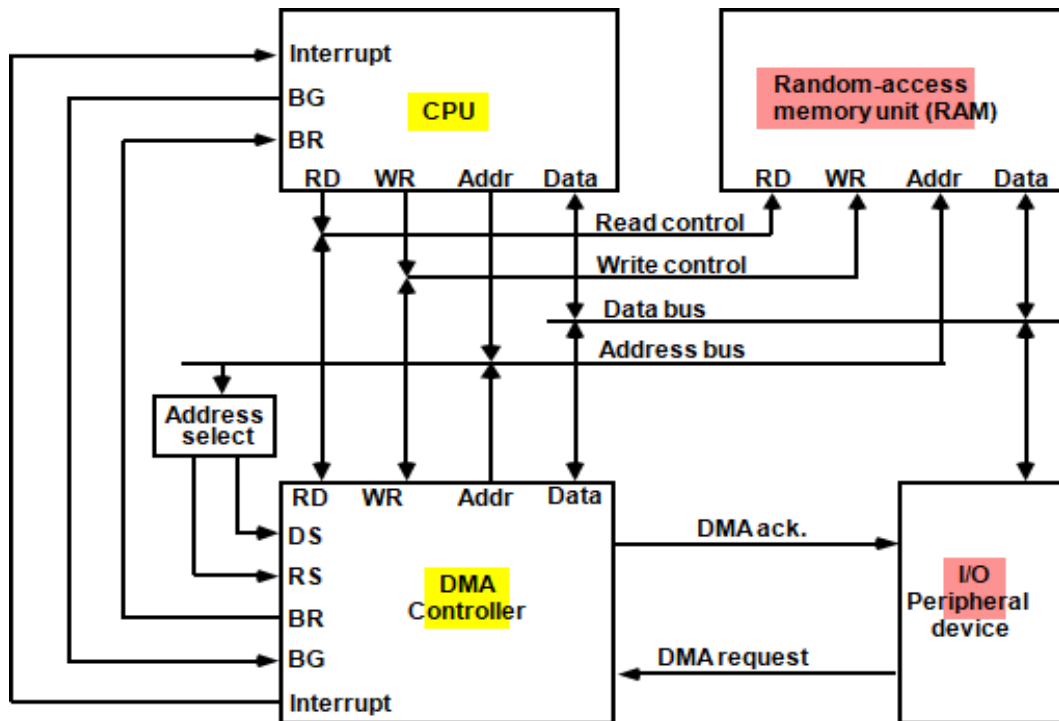 Interrupt
BG
CPU
BR
RD WR Addr Data
Random-access
memory unit (RAM)
RD WR Addr Data
Read control
Write control
Data bus
Address bus
Address
select
RD WR Addr Data
DS
RS
BR
BG
Interrupt
DMA
Controller
DMA ack.
DMA request
I/O
Peripheral
device